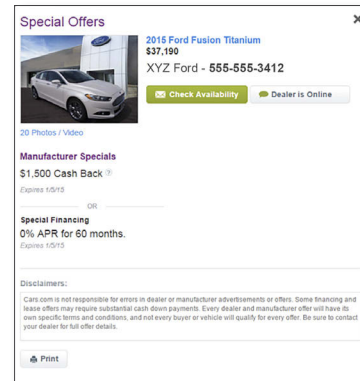 Special Offers
2015 Ford Fusion Titanium
$37,190
XYZ Ford - 555-555-3412
Check Availability
Dealer is Online
20 Photos / Video
Manufacturer Specials
$1,500 Cash Back
Expires 1/5/15
OR
Special Financing
0% APR for 60 months.
Expires 1/5/15
Disclaimers:
Cars.com is not responsible for errors in dealer or manufacturer advertisements or offers. Some financing and
lease offers may require substantial cash down payments. Every dealer and manufacturer offer will have its
own specific terms and conditions, and not every buyer or vehicle will qualify for every offer. Be sure to contact
your dealer for full offer details.
Print